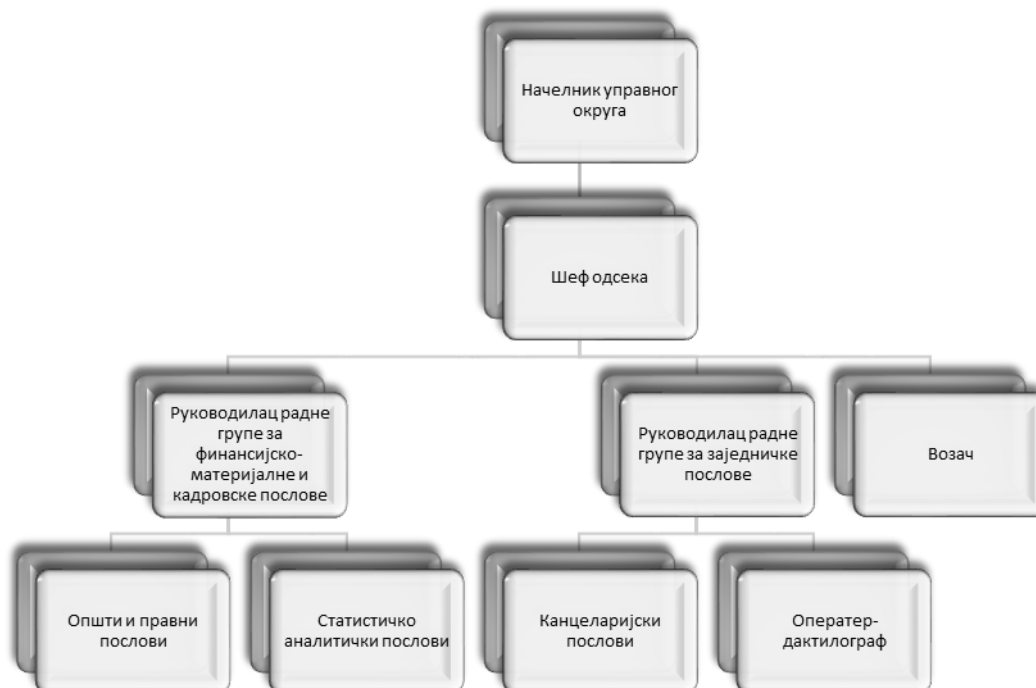 Начелник управног
округа
Шеф одсека
Руководилац радне
групе за
финансијско-
материјалне и
кадровске послове
Руководилац радне
групе за заједничке
послове
Возач
Општи и правни
послови
Статистичко
аналитички послови
Канцеларијски
послови
Оператер-
дактилограф